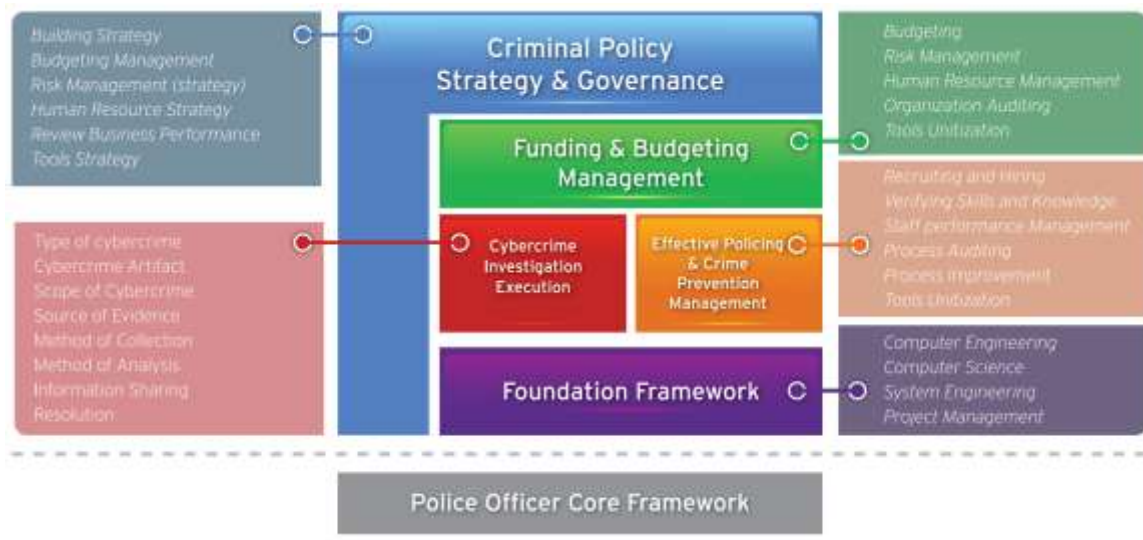 Building Strategy
Budgeting Management
Risk Management (strategy)
Human Resource Strategy
Review Business Performance
Tools Strategy
Criminal Policy
Strategy & Governance
Budgeting
Risk Management
Human Resource Management
Organization Auditing
Tools Unitization
Funding & Budgeting
Management
Recruiting and Hiring
Verifying Skills and Knowledge
Staff performance Management
Process Auditing
Process Improvement
Tools Unitization
Type of cybercrime
Cybercrime Artifact
Scope of Cybercrime
Source of Evidence
Method of Collection
Method of Analysis
Information Sharing
Resolution
Cybercrime
Investigation
Execution
Effective Policing
& Crime
Prevention
Management
Foundation Framework
Computer Engineering
Computer Science
System Engineering
Project Management
Police Officer Core Framework